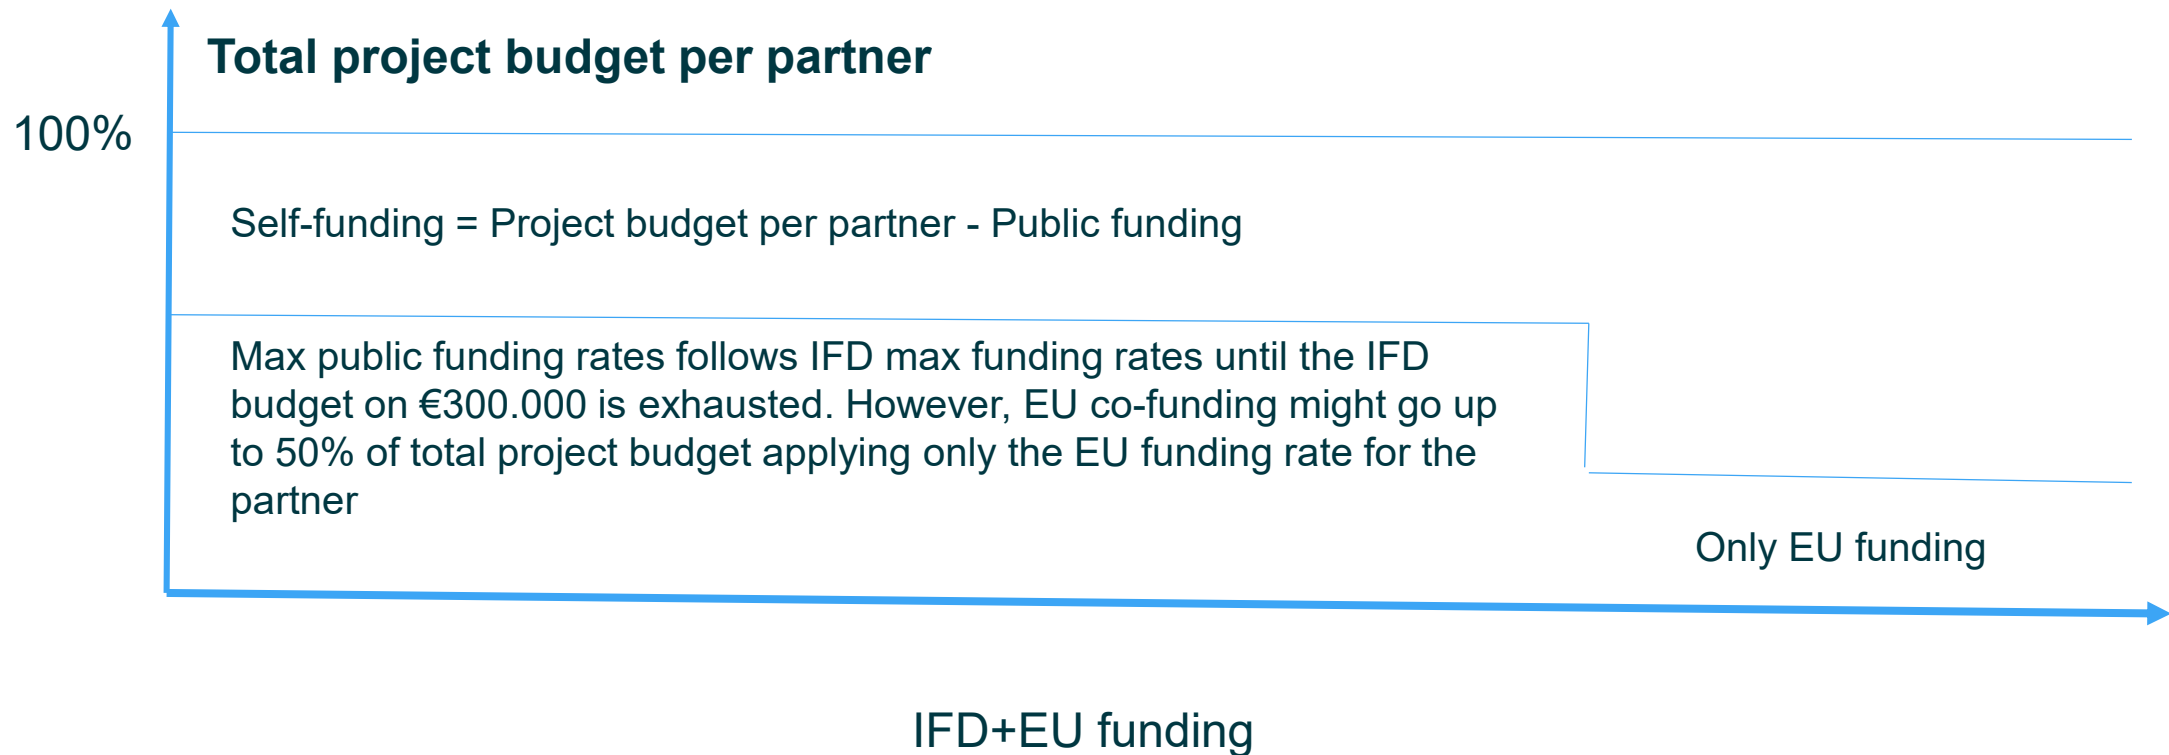 Total project budget per partner
100%
Self-funding = Project budget per partner - Public funding
Max public funding rates follows IFD max funding rates until the IFD
budget on €300.000 is exhausted. However, EU co-funding might go up
to 50% of total project budget applying only the EU funding rate for the
partner
Only EU funding
IFD+EU funding